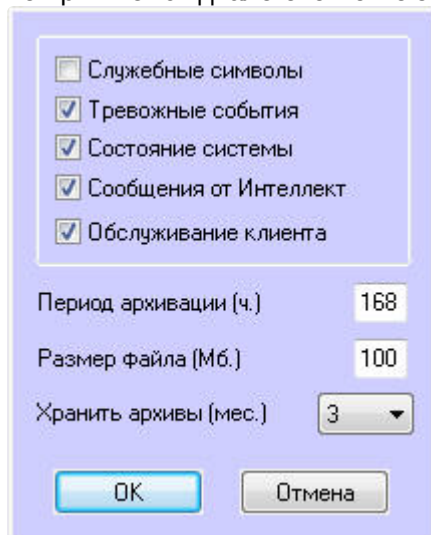 Служебные символы
Тревожные события
Состояние системы
Сообщения от Интеллект
Обслуживание клиента
Период архивации (ч.) 168
Размер файла (Мб.) 100
Хранить архивы (мес.) 3
ОК Отмена